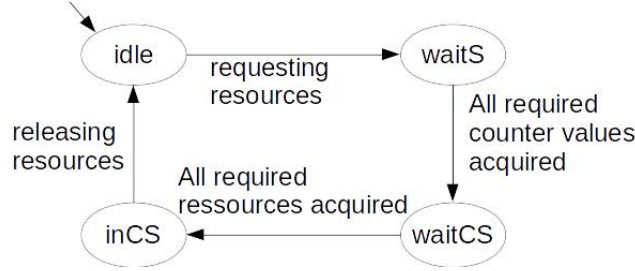 idle
waitS
requesting
resources
All required
counter values
acquired
releasing
resources
All required
ressources acquired
inCS
waitCS